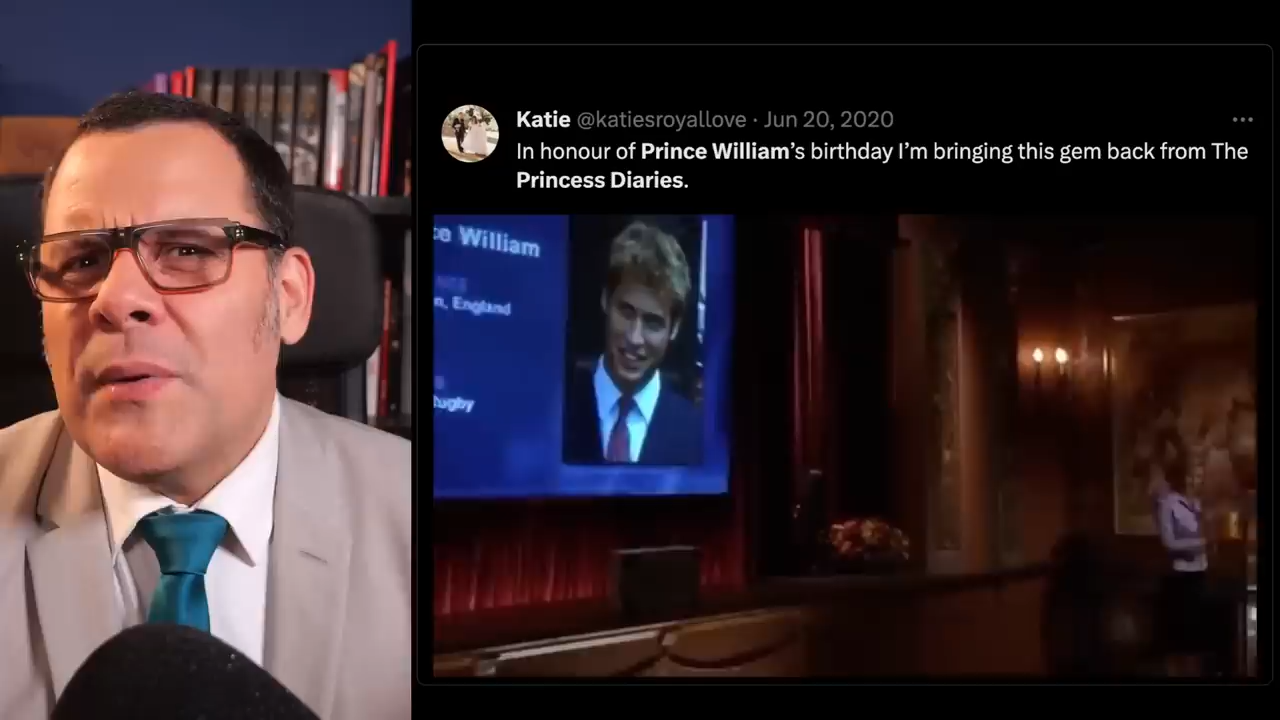 Katie @katiesroyallove · Jun 20, 2020
In honour of Prince William's birthday I'm bringing this gem back from The
Princess Diaries.
William
England
Rugby